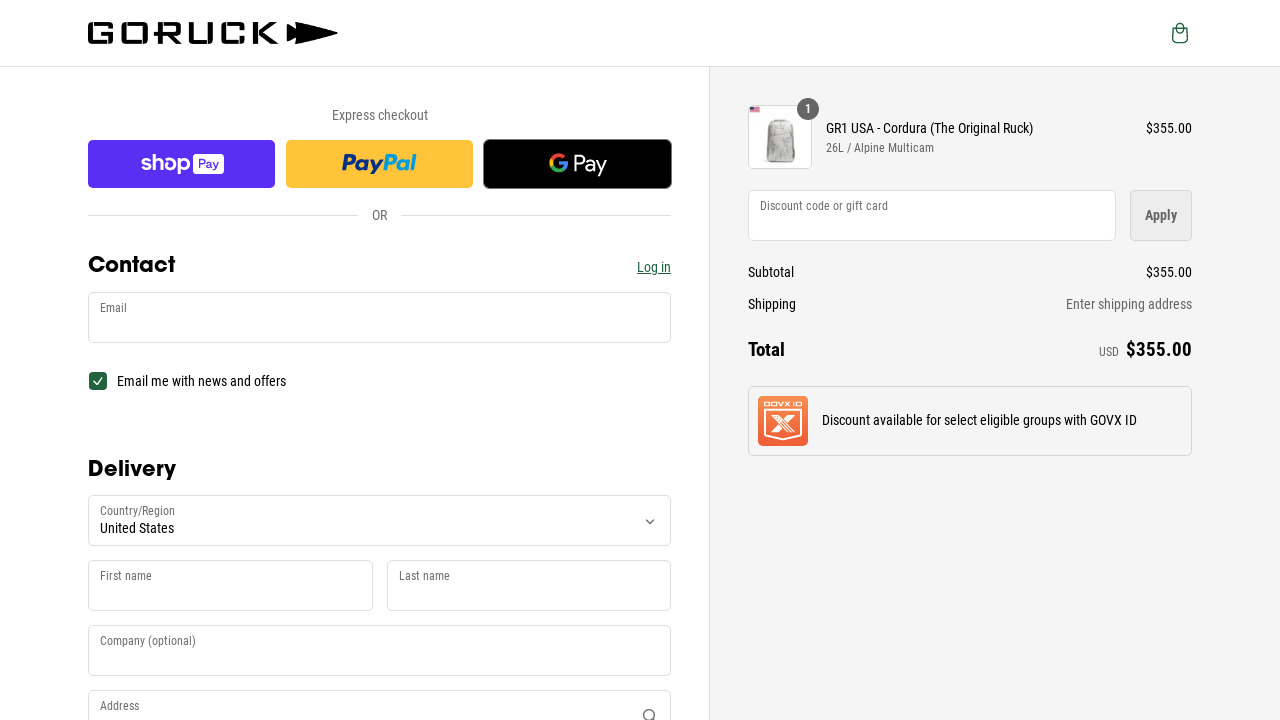 GORUCK
Express checkout
shop Pay
PayPal
G Pay
OR
Contact
Log in
Email
Email me with news and offers
Delivery
Country/Region
United States
First name
Last name
Company (optional)
Address
1
GR1 USA - Cordura (The Original Ruck)
$355.00
26L / Alpine Multicam
Discount code or gift card
Apply
Subtotal
$355.00
Shipping
Enter shipping address
Total
USD $355.00
GOVX ID
X
Discount available for select eligible groups with GOVX ID